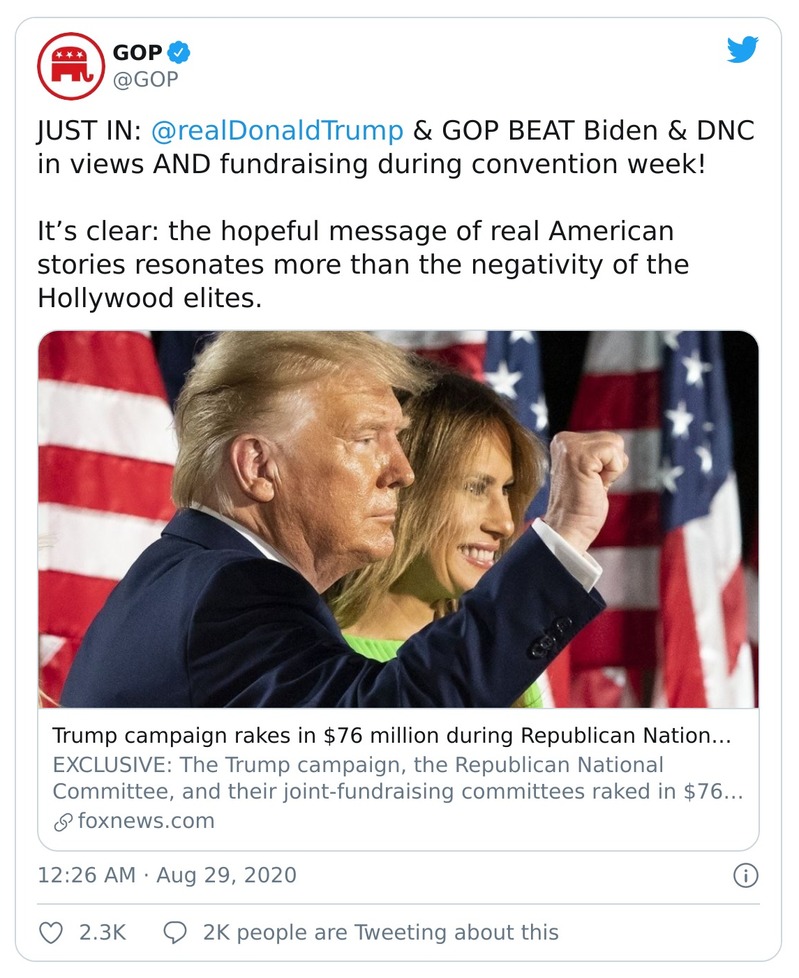 GOP
@GOP
JUST IN: @realDonaldTrump & GOP BEAT Biden & DNC
in views AND fundraising during convention week!
It’s clear: the hopeful message of real American
stories resonates more than the negativity of the
Hollywood elites.
Trump campaign rakes in $76 million during Republican Nation…
EXCLUSIVE: The Trump campaign, the Republican National
Committee, and their joint-fundraising committees raked in $76…
foxnews.com
12:26 AM · Aug 29, 2020
2.3K
2K people are Tweeting about this